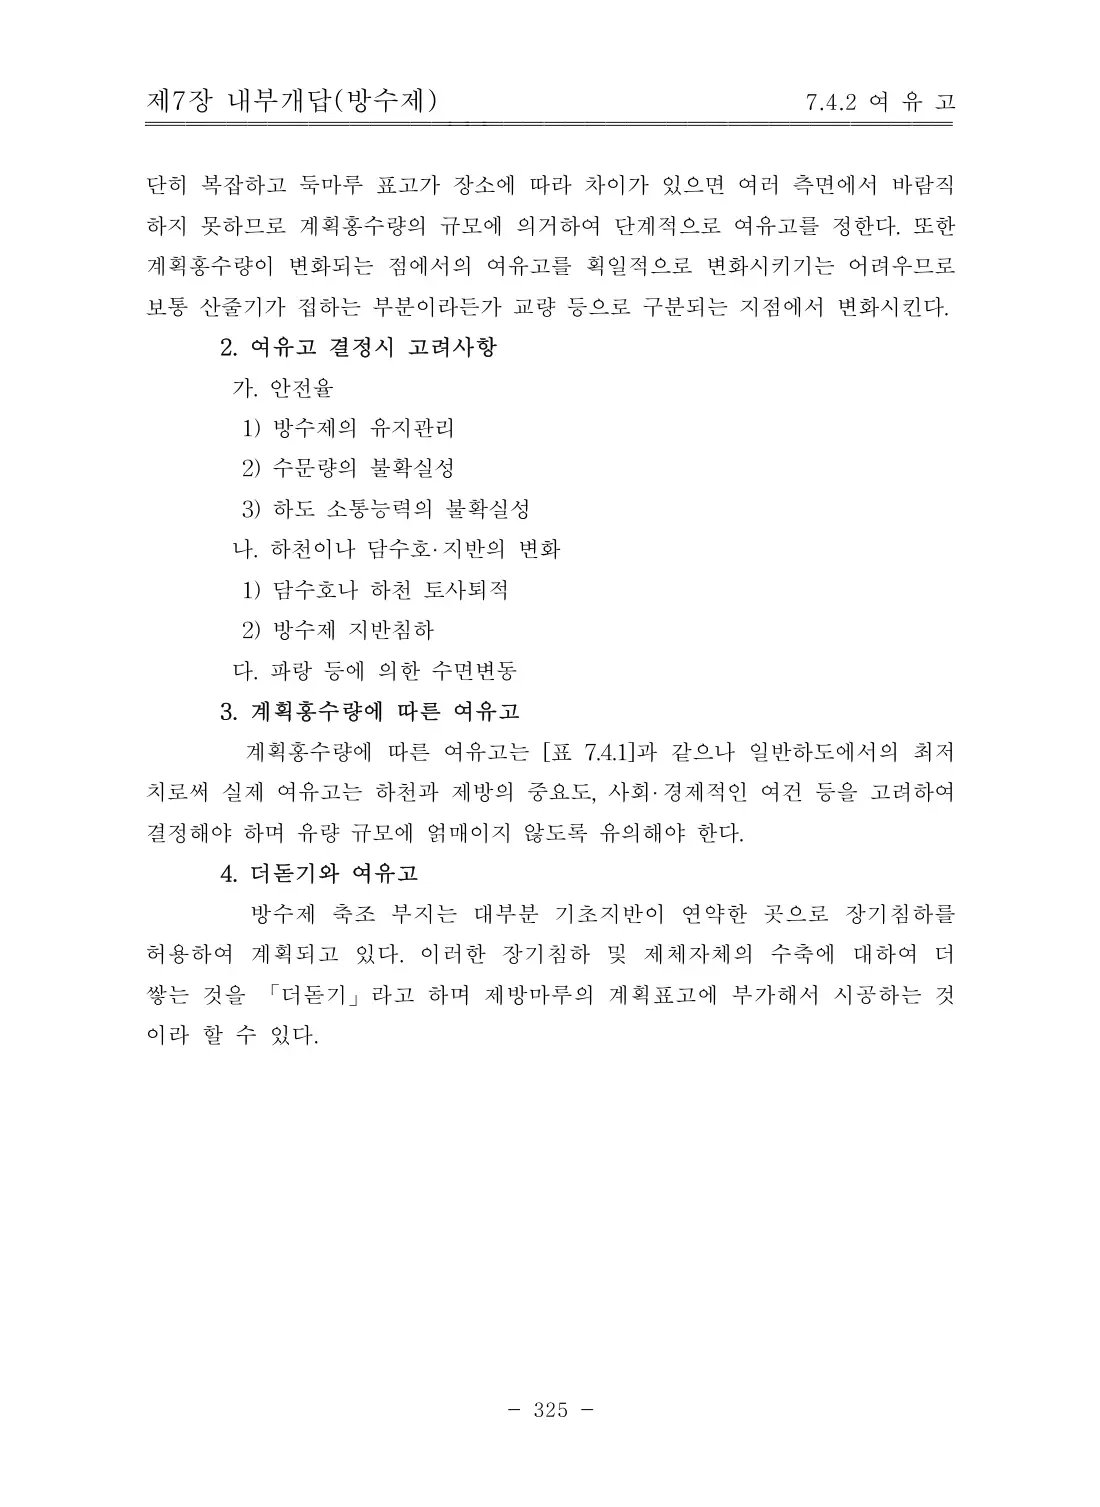 제7장 내부개답(방수제)
7.4.2 여 유 고
단히 복잡하고 둑마루 표고가 장소에 따라 차이가 있으면 여러 측면에서 바람직
하지 못하므로 계획홍수량의 규모에 의거하여 단계적으로 여유고를 정한다. 또한
계획홍수량이 변화되는 점에서의 여유고를 획일적으로 변화시키기는 어려우므로
보통 산줄기가 접하는 부분이라든가 교량 등으로 구분되는 지점에서 변화시킨다.
2. 여유고 결정시 고려사항
가. 안전율
1) 방수제의 유지관리
2) 수문량의 불확실성
3) 하도 소통능력의 불확실성
나. 하천이나 담수호·지반의 변화
1) 담수호나 하천 토사퇴적
2) 방수제 지반침하
다. 파랑 등에 의한 수면변동
3. 계획홍수량에 따른 여유고
계획홍수량에 따른 여유고는 [표 7.4.1]과 같으나 일반하도에서의 최저
치로써 실제 여유고는 하천과 제방의 중요도, 사회·경제적인 여건 등을 고려하여
결정해야 하며 유량 규모에 얽매이지 않도록 유의해야 한다.
4. 더돋기와 여유고
방수제 축조 부지는 대부분 기초지반이 연약한 곳으로 장기침하를
허용하여 계획되고 있다. 이러한 장기침하 및 제체자체의 수축에 대하여 더
쌓는 것을 「더돋기」라고 하며 제방마루의 계획표고에 부가해서 시공하는 것
이라 할 수 있다.
- 325 -